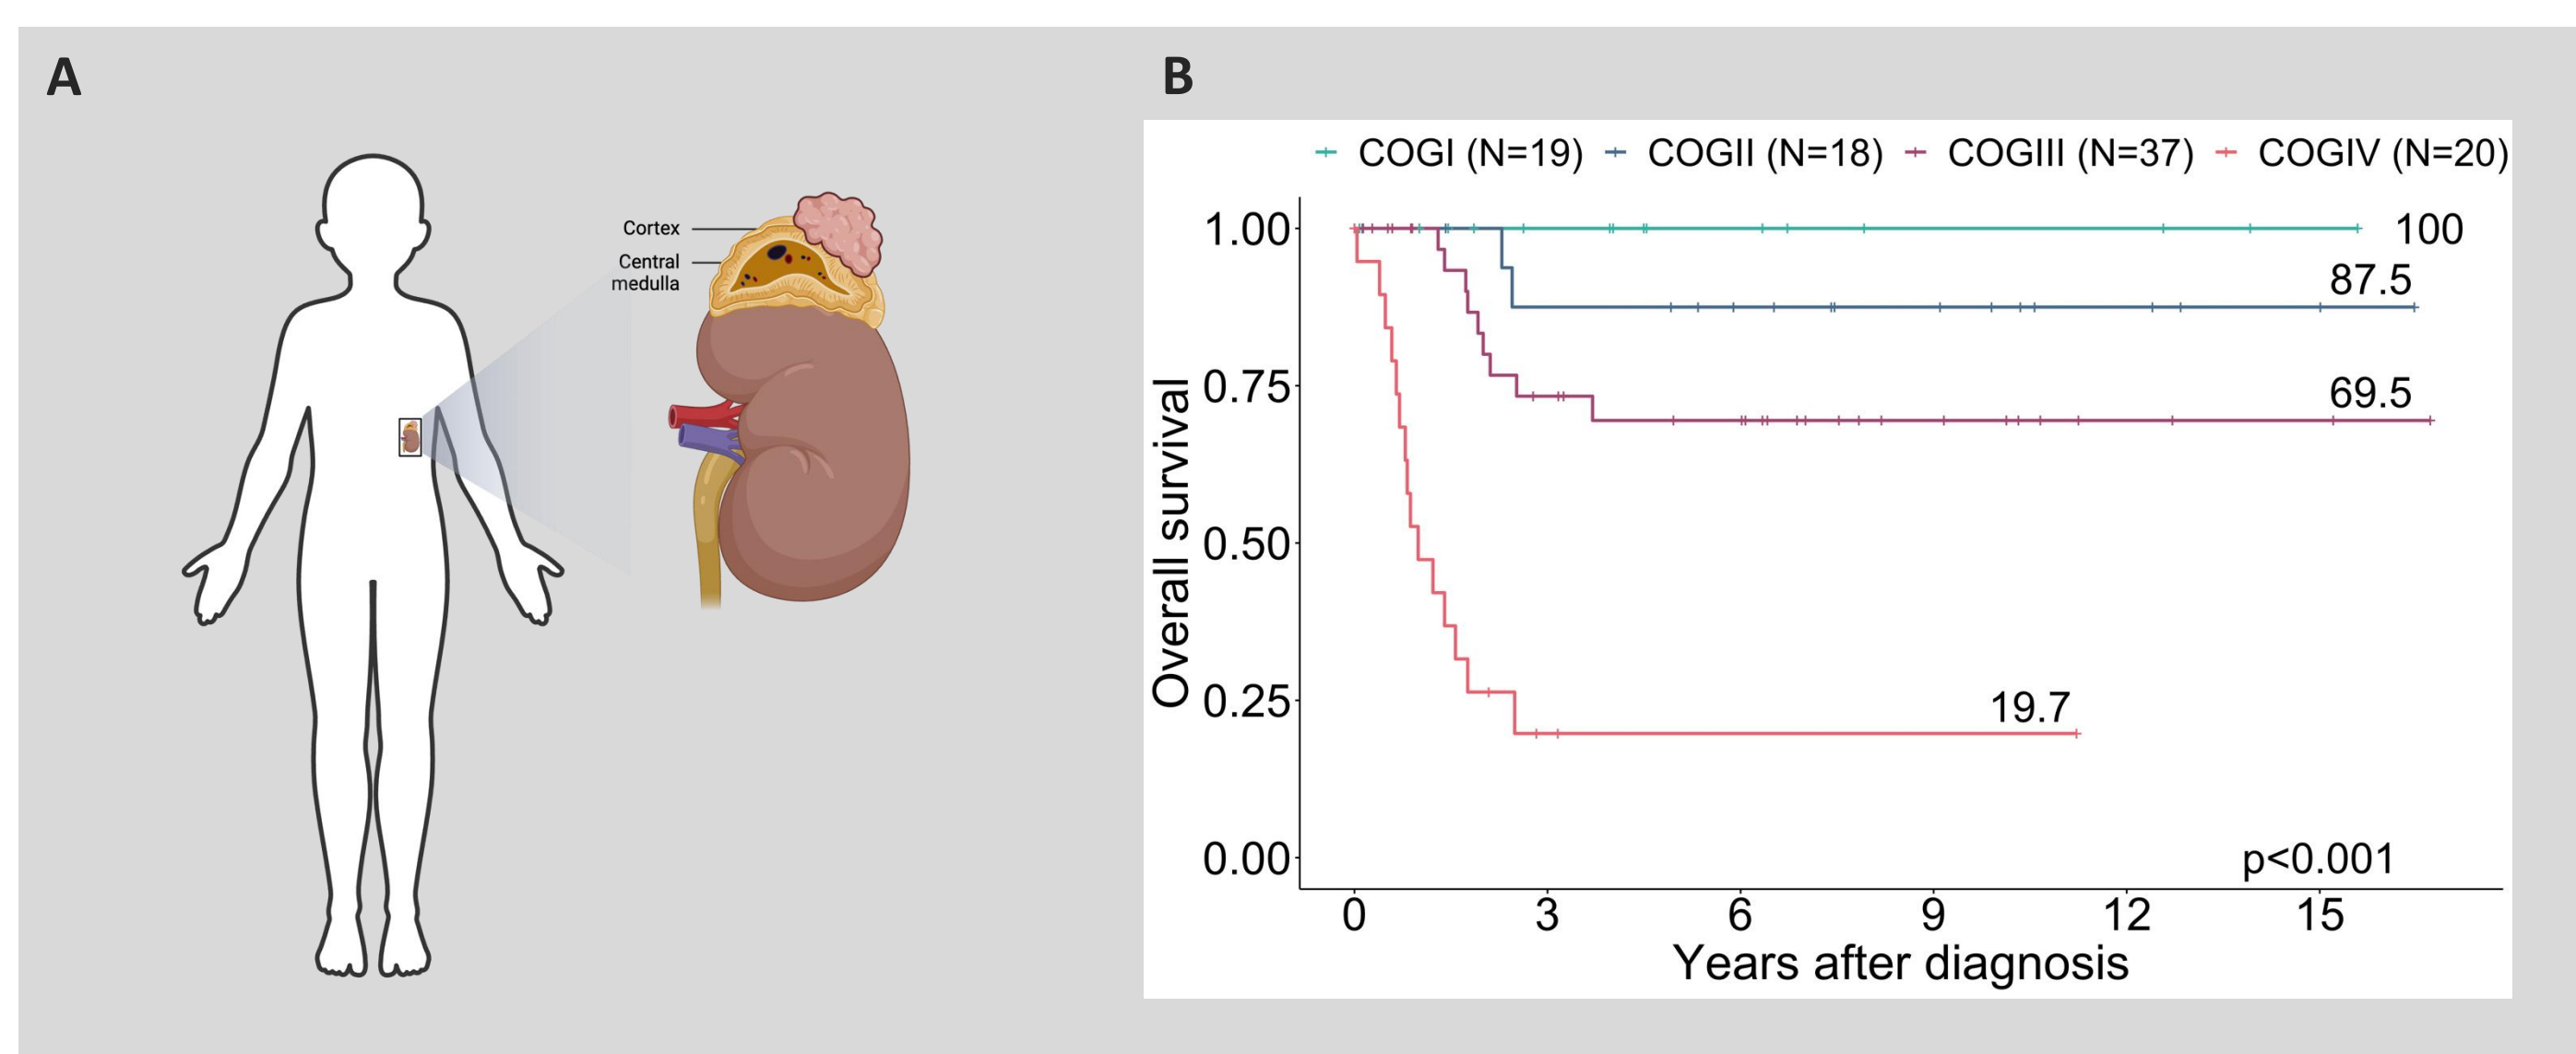 A
Cortex
Central
medulla
B
COGI (N=19) COGII (N=18) COGIII (N=37) COGIV (N=20)
Overall survival
1.00
0.75
0.50
0.25
0.00
100
87.5
69.5
19.7
p<0.001
0 3 6 9 12 15
Years after diagnosis